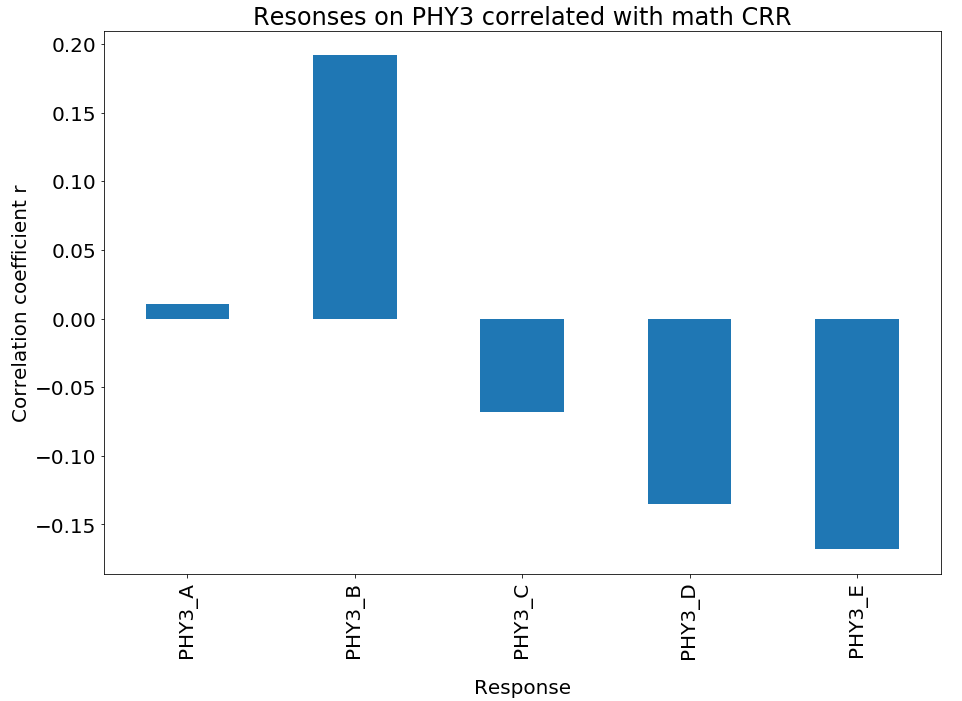 Resonses on PHY3 correlated with math CRR
Correlation coefficient r
0.20
0.15
0.10
0.05
0.00
−0.05
−0.10
−0.15
PHY3_A
PHY3_B
PHY3_C
PHY3_D
PHY3_E
Response